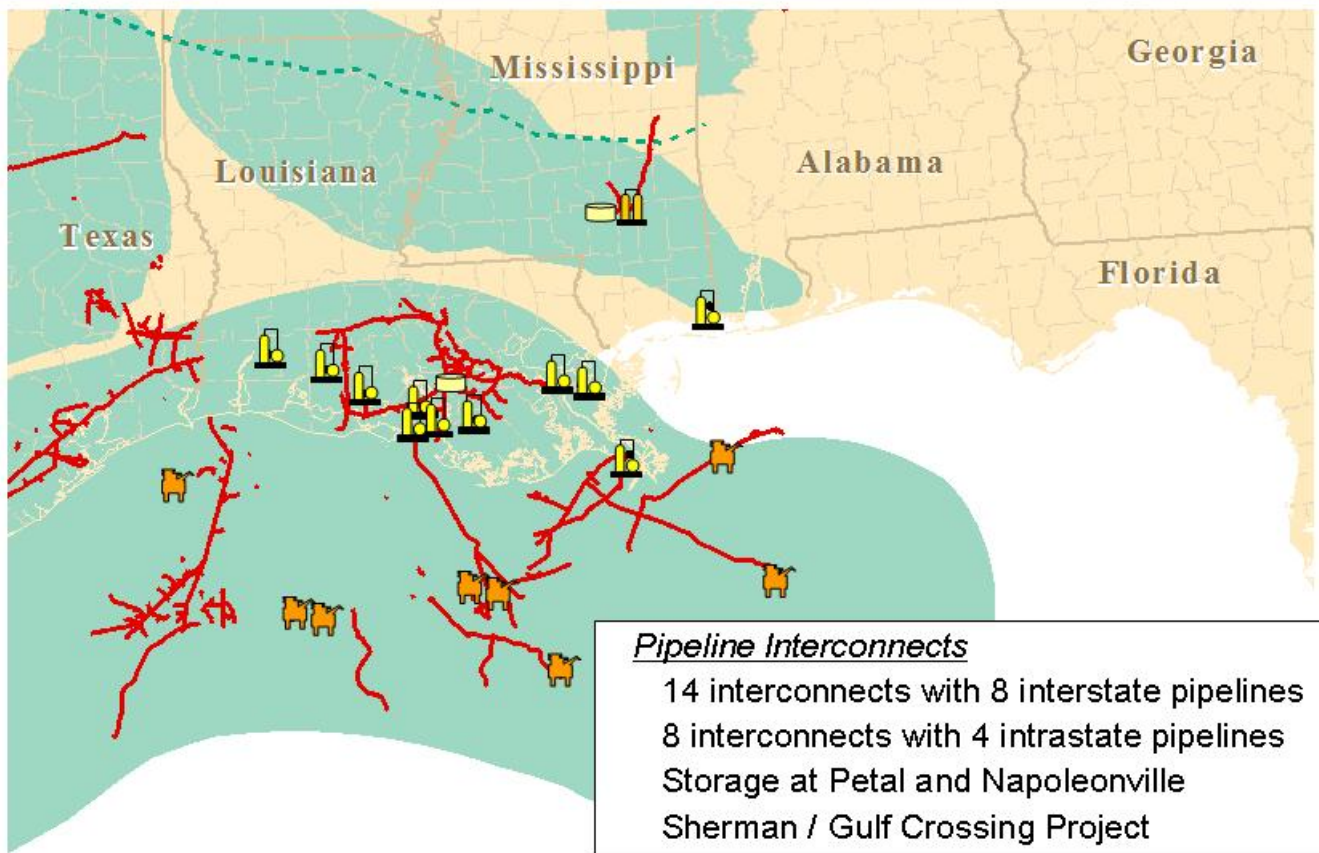 Mississippi
Georgia
Louisiana
Alabama
Texas
Florida
Pipeline Interconnects
14 interconnects with 8 interstate pipelines
8 interconnects with 4 intrastate pipelines
Storage at Petal and Napoleonville
Sherman / Gulf Crossing Project